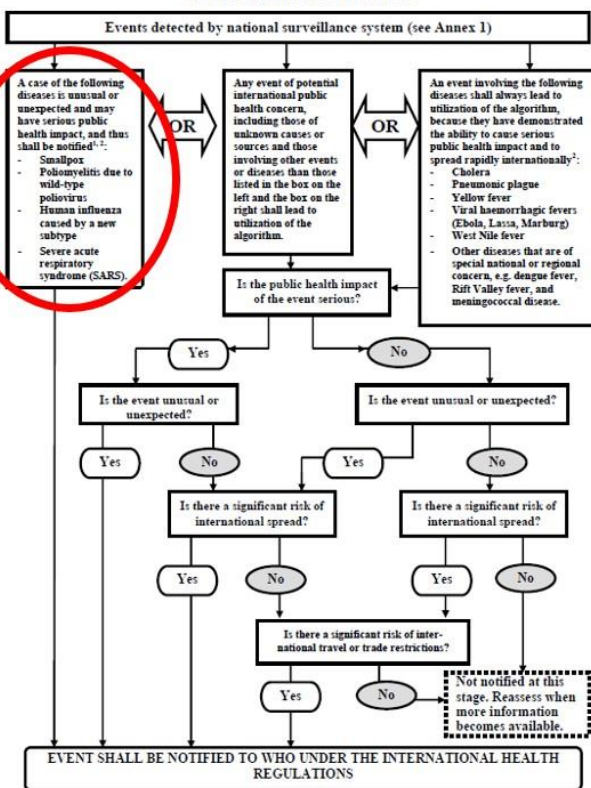 Events detected by national surveillance system (see Annex 1)
A case of the following
diseases is unusual or
unexpected and may
have serious public
health impact, and thus
shall be notified1, 2:
- Smallpox
- Poliomyelitis due to
wild-type
poliovirus
- Human influenza
caused by a new
subtype
- Severe acute
respiratory
syndrome (SARS).
OR
Any event of potential
international public
health concern,
including those of
unknown causes or
sources and those
involving other events
or diseases than those
listed in the box on the
left and the box on the
right shall lead to
utilization of the
algorithm.
OR
An event involving the following
diseases shall always lead to
utilization of the algorithm,
because they have demonstrated
the ability to cause serious
public health impact and to
spread rapidly internationally2:
- Cholera
- Pneumonic plague
- Yellow fever
- Viral haemorrhagic fevers
(Ebola, Lassa, Marburg)
- West Nile fever
- Other diseases that are of
special national or regional
concern, e.g. dengue fever,
Rift Valley fever, and
meningococcal disease.
Is the public health impact
of the event serious?
Yes
No
Is the event unusual or
unexpected?
Is the event unusual or unexpected?
Yes
No
Yes
No
Is there a significant risk of
international spread?
Is there a significant risk of
international spread?
Yes
No
Yes
No
Is there a significant risk of inter-
national travel or trade restrictions?
Yes
No
Not notified at this
stage. Reassess when
more information
becomes available.
EVENT SHALL BE NOTIFIED TO WHO UNDER THE INTERNATIONAL HEALTH
REGULATIONS